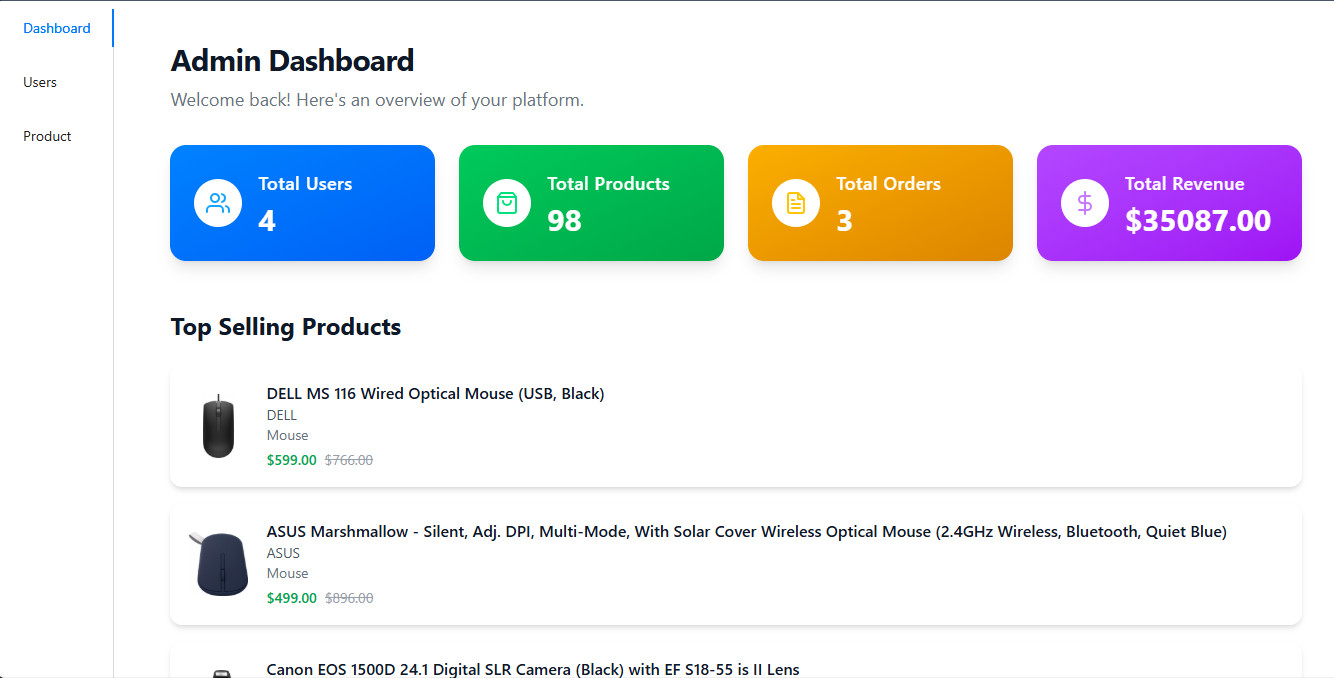 Dashboard
Users
Product
Admin Dashboard
Welcome back! Here's an overview of your platform.
Total Users
4
Total Products
98
Total Orders
3
Total Revenue
$35087.00
Top Selling Products
DELL MS 116 Wired Optical Mouse (USB, Black)
DELL
Mouse
$599.00 $766.00
ASUS Marshmallow - Silent, Adj. DPI, Multi-Mode, With Solar Cover Wireless Optical Mouse (2.4GHz Wireless, Bluetooth, Quiet Blue)
ASUS
Mouse
$499.00 $896.00
Canon EOS 1500D 24.1 Digital SLR Camera (Black) with EF S18-55 is II Lens